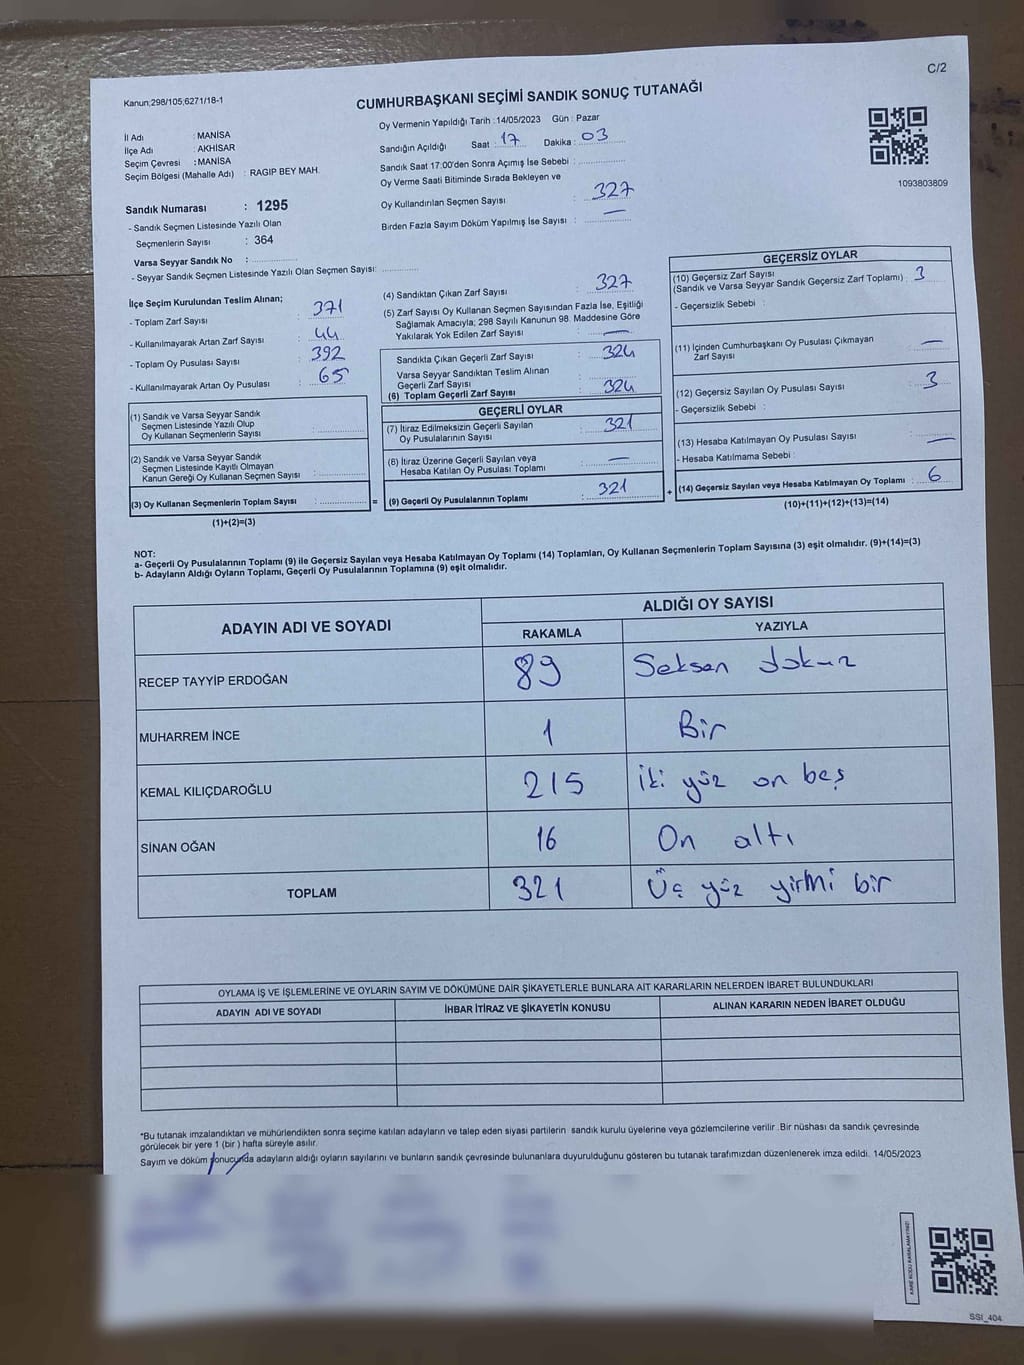 C/2
Kanun;298/105;6271/18-1
CUMHURBAŞKANI SEÇİMİ SANDIK SONUÇ TUTANAĞI
Oy Vermenin Yapıldığı Tarih :14/05/2023 Gün : Pazar
İl Adı : MANİSA
İlçe Adı : AKHİSAR
Seçim Çevresi : MANİSA
Seçim Bölgesi (Mahalle Adı) : RAGIP BEY MAH.
Sandığın Açıldığı Saat : 17 Dakika : 03
Sandık Saat 17:00'den Sonra Açımış İse Sebebi :
Oy Verme Saati Bitiminde Sırada Bekleyen ve
Oy Kullandırılan Seçmen Sayısı : 327
Birden Fazla Sayım Döküm Yapılmış İse Sayısı : —
1093803809
Sandık Numarası : 1295
- Sandık Seçmen Listesinde Yazılı Olan
Seçmenlerin Sayısı : 364
Varsa Seyyar Sandık No :
- Seyyar Sandık Seçmen Listesinde Yazılı Olan Seçmen Sayısı:
İlçe Seçim Kurulundan Teslim Alınan;
- Toplam Zarf Sayısı : 371
- Kullanılmayarak Artan Zarf Sayısı : 44
- Toplam Oy Pusulası Sayısı : 392
- Kullanılmayarak Artan Oy Pusulası : 65
(1) Sandık ve Varsa Seyyar Sandık
Seçmen Listesinde Yazılı Olup
Oy Kullanan Seçmenlerin Sayısı :
(2) Sandık ve Varsa Seyyar Sandık
Seçmen Listesinde Kayıtlı Olmayan
Kanun Gereği Oy Kullanan Seçmen Sayısı :
(3) Oy Kullanan Seçmenlerin Toplam Sayısı : =
(1)+(2)=(3)
(4) Sandıktan Çıkan Zarf Sayısı : 327
(5) Zarf Sayısı Oy Kullanan Seçmen Sayısından Fazla İse, Eşitliği
Sağlamak Amacıyla; 298 Sayılı Kanunun 98. Maddesine Göre
Yakılarak Yok Edilen Zarf Sayısı : —
Sandıkta Çıkan Geçerli Zarf Sayısı : 324
Varsa Seyyar Sandıktan Teslim Alınan
Geçerli Zarf Sayısı :
(6) Toplam Geçerli Zarf Sayısı : 324
GEÇERLİ OYLAR
(7) İtiraz Edilmeksizin Geçerli Sayılan
Oy Pusulalarının Sayısı : 321
(8) İtiraz Üzerine Geçerli Sayılan veya
Hesaba Katılan Oy Pusulası Toplamı : —
(9) Geçerli Oy Pusulalarının Toplamı : 321 +
GEÇERSİZ OYLAR
(10) Geçersiz Zarf Sayısı
(Sandık ve Varsa Seyyar Sandık Geçersiz Zarf Toplamı) : 3
- Geçersizlik Sebebi :
(11) İçinden Cumhurbaşkanı Oy Pusulası Çıkmayan
Zarf Sayısı : —
(12) Geçersiz Sayılan Oy Pusulası Sayısı : 3
- Geçersizlik Sebebi :
(13) Hesaba Katılmayan Oy Pusulası Sayısı : —
- Hesaba Katılmama Sebebi :
(14) Geçersiz Sayılan veya Hesaba Katılmayan Oy Toplamı : 6
(10)+(11)+(12)+(13)=(14)
NOT:
a- Geçerli Oy Pusulalarının Toplamı (9) ile Geçersiz Sayılan veya Hesaba Katılmayan Oy Toplamı (14) Toplamları, Oy Kullanan Seçmenlerin Toplam Sayısına (3) eşit olmalıdır. (9)+(14)=(3)
b- Adayların Aldığı Oyların Toplamı, Geçerli Oy Pusulalarının Toplamına (9) eşit olmalıdır.
ADAYIN ADI VE SOYADI ALDIĞI OY SAYISI
RAKAMLA YAZIYLA
RECEP TAYYİP ERDOĞAN 89 Seksen dokuz
MUHARREM İNCE 1 Bir
KEMAL KILIÇDAROĞLU 215 İki yüz on beş
SİNAN OĞAN 16 On altı
TOPLAM 321 Üç yüz yirmi bir
OYLAMA İŞ VE İŞLEMLERİNE VE OYLARIN SAYIM VE DÖKÜMÜNE DAİR ŞİKAYETLERLE BUNLARA AİT KARARLARIN NELERDEN İBARET BULUNDUKLARI
ADAYIN ADI VE SOYADI İHBAR İTİRAZ VE ŞİKAYETİN KONUSU ALINAN KARARIN NEDEN İBARET OLDUĞU
*Bu tutanak imzalandıktan ve mühürlendikten sonra seçime katılan adayların ve talep eden siyasi partilerin sandık kurulu üyelerine veya gözlemcilerine verilir .Bir nüshası da sandık çevresinde
görülecek bir yere 1 (bir ) hafta süreyle asılır.
Sayım ve döküm sonucunda adayların aldığı oyların sayılarını ve bunların sandık çevresinde bulunanlara duyurulduğunu gösteren bu tutanak tarafımızdan düzenlenerek imza edildi. 14/05/2023
KARE KODU KARALAMAYINIZ!
SSI_404